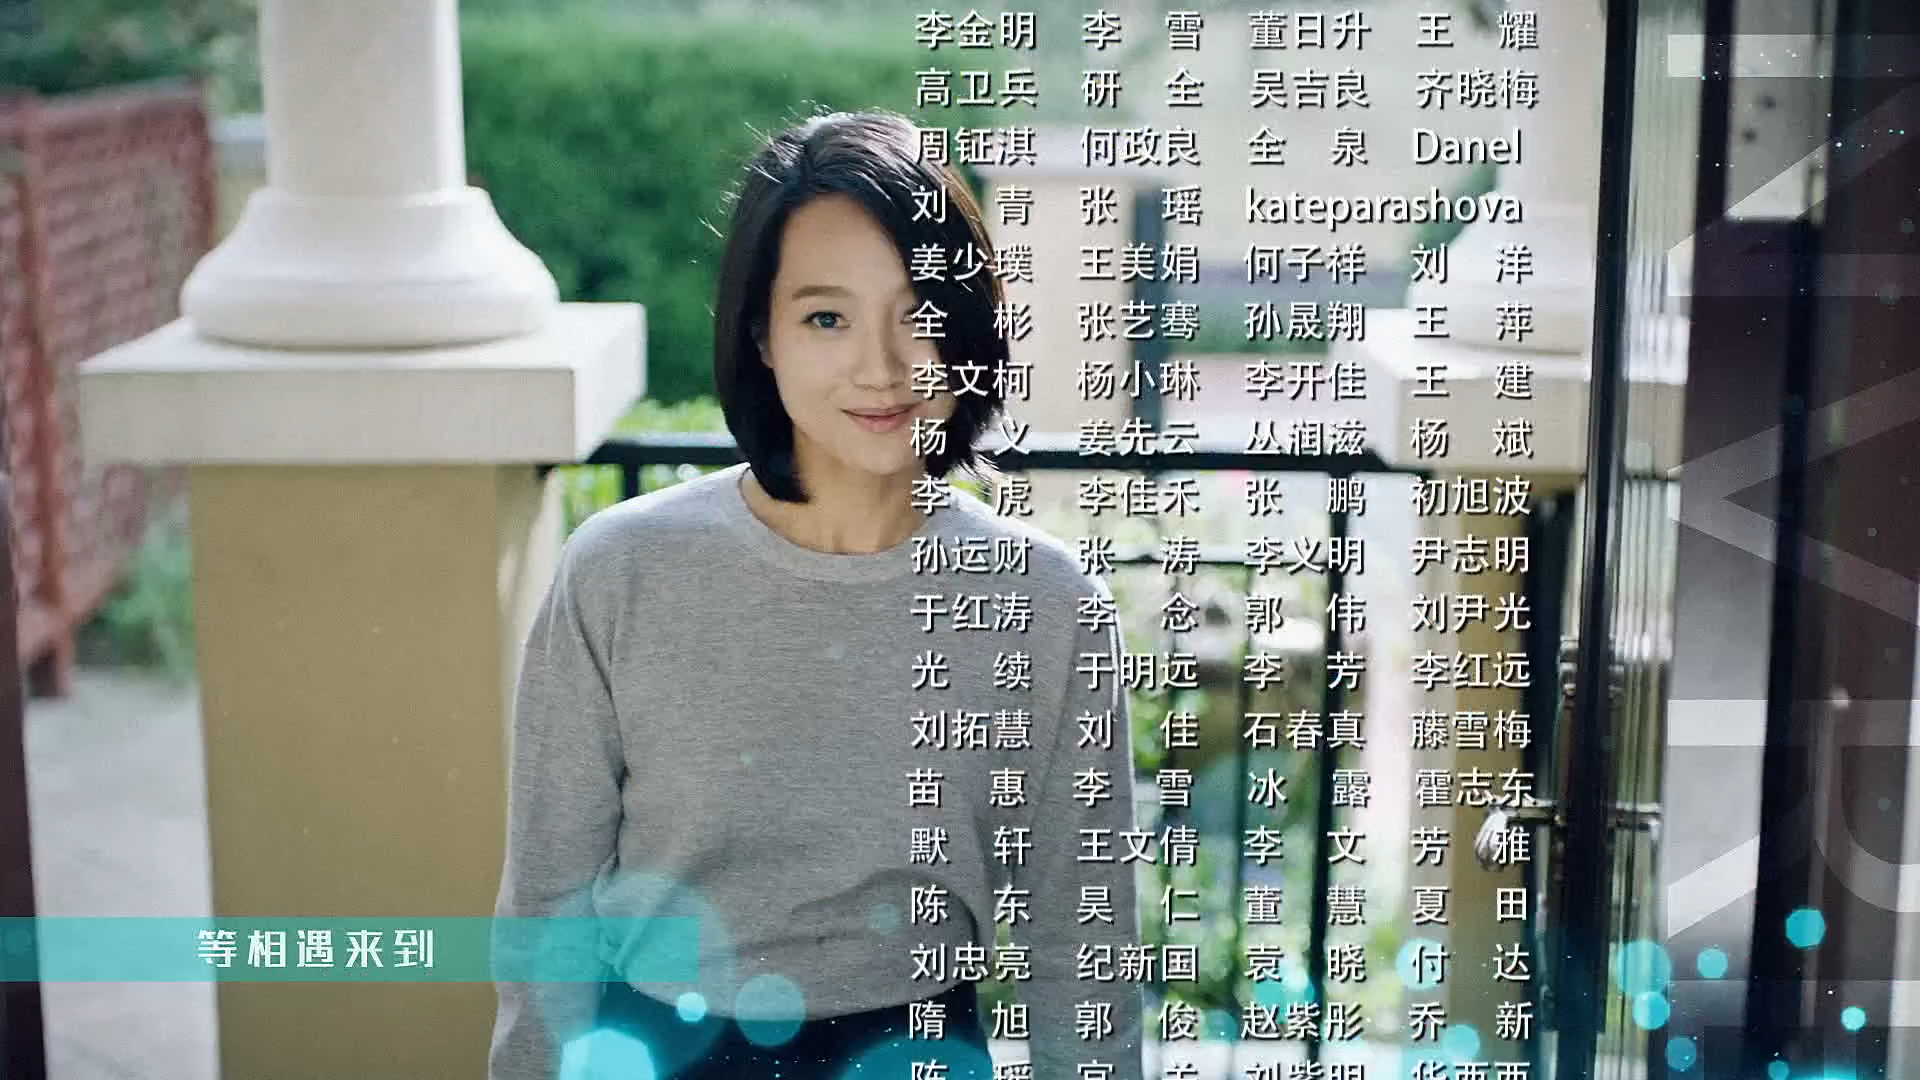 李金明 李雪 董日升 王耀
高卫兵 研全 吴吉良 齐晓梅
周钲淇 何政良 全泉 Danel
刘青 张瑶 kateparashova
姜少璞 王美娟 何子祥 刘洋
全彬 张艺骞 孙晟翔 王萍
李文柯 杨小琳 李开佳 王建
杨义 姜先云 丛润滋 杨斌
李虎 李佳禾 张鹏 初旭波
孙运财 张涛 李义明 尹志明
于红涛 李念 郭伟 刘尹光
光续 于明远 李芳 李红远
刘拓慧 刘佳 石春真 藤雪梅
苗惠 李雪 冰露 霍志东
默轩 王文倩 李文 芳雅
陈东 昊仁 董慧 夏田
刘忠亮 纪新国 袁晓 付达
隋旭 郭俊 赵紫彤 乔新
等相遇来到